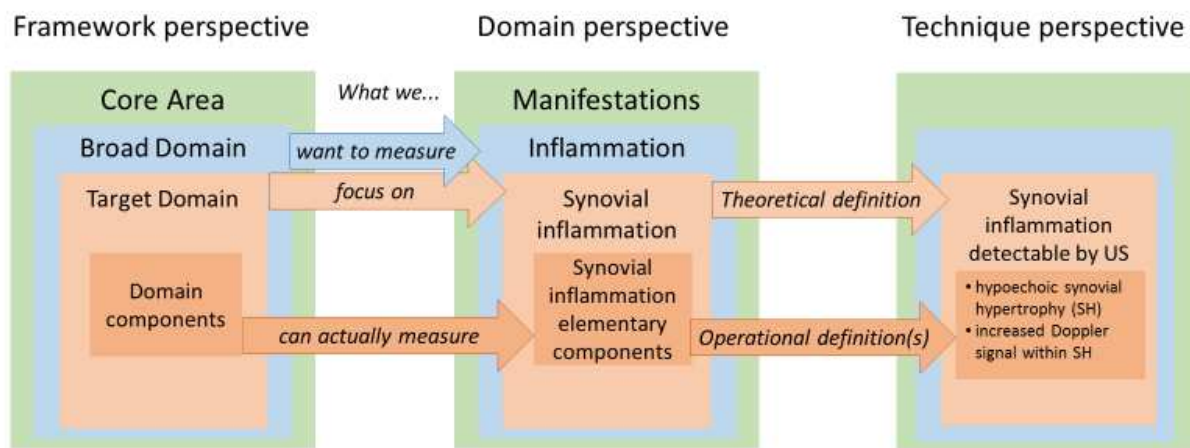 Framework perspective
Domain perspective
Technique perspective
Core Area
What we...
Manifestations
Broad Domain
want to measure
Inflammation
Target Domain
focus on
Synovial
inflammation
Theoretical definition
Synovial
inflammation
detectable by US
Domain
components
can actually measure
Synovial
inflammation
elementary
components
Operational definition(s)
• hypoechoic synovial
hypertrophy (SH)
• increased Doppler
signal within SH